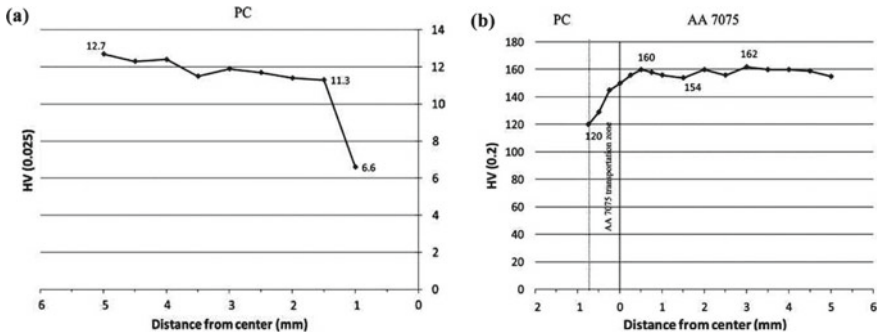 (a)
PC
14
12
10
8
6
4
2
0
12.7
11.3
6.6
HV (0.025)
6 5 4 3 2 1 0
Distance from center (mm)
(b)
PC AA 7075
180
160
140
120
100
80
60
40
20
0
160
162
154
120
AA 7075 transportation zone
HV (0.2)
2 1 0 1 2 3 4 5 6
Distance from center (mm)